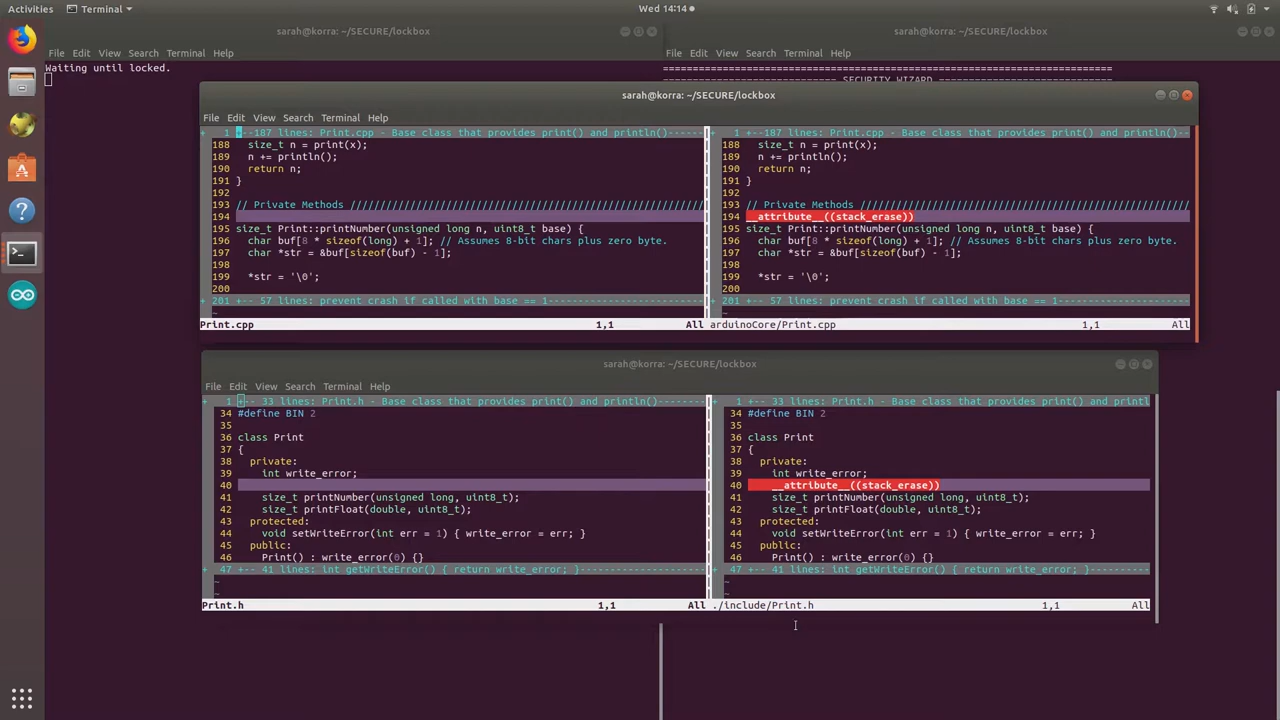 Activities
Terminal
Wed 14:14
sarah@korra: ~/SECURE/lockbox
sarah@korra: ~/SECURE/lockbox
File Edit View Search Terminal Help
File Edit View Search Terminal Help
Waiting until locked.
SECURITY WIZARD
sarah@korra: ~/SECURE/lockbox
File Edit View Search Terminal Help
+ 1 +--187 lines: Print.cpp - Base class that provides print() and println()
188 size_t n = print(x);
189 n += println();
190 return n;
191 }
192
193 // Private Methods
194
195 size_t Print::printNumber(unsigned long n, uint8_t base) {
196 char buf[8 * sizeof(long) + 1]; // Assumes 8-bit chars plus zero byte.
197 char *str = &buf[sizeof(buf) - 1];
198
199 *str = '\0';
200
+ 201 +-- 57 lines: prevent crash if called with base == 1
~
Print.cpp 1,1 All
+ 1 +--187 lines: Print.cpp - Base class that provides print() and println()
188 size_t n = print(x);
189 n += println();
190 return n;
191 }
192
193 // Private Methods
194 __attribute__((stack_erase))
195 size_t Print::printNumber(unsigned long n, uint8_t base) {
196 char buf[8 * sizeof(long) + 1]; // Assumes 8-bit chars plus zero byte.
197 char *str = &buf[sizeof(buf) - 1];
198
199 *str = '\0';
200
+ 201 +-- 57 lines: prevent crash if called with base == 1
~
arduinoCore/Print.cpp 1,1 All
sarah@korra: ~/SECURE/lockbox
File Edit View Search Terminal Help
+ 1 +-- 33 lines: Print.h - Base class that provides print() and println()
34 #define BIN 2
35
36 class Print
37 {
38 private:
39 int write_error;
40
41 size_t printNumber(unsigned long, uint8_t);
42 size_t printFloat(double, uint8_t);
43 protected:
44 void setWriteError(int err = 1) { write_error = err; }
45 public:
46 Print() : write_error(0) {}
+ 47 +-- 41 lines: int getWriteError() { return write_error; }
~
~
Print.h 1,1 All
+ 1 +-- 33 lines: Print.h - Base class that provides print() and printl
34 #define BIN 2
35
36 class Print
37 {
38 private:
39 int write_error;
40 __attribute__((stack_erase))
41 size_t printNumber(unsigned long, uint8_t);
42 size_t printFloat(double, uint8_t);
43 protected:
44 void setWriteError(int err = 1) { write_error = err; }
45 public:
46 Print() : write_error(0) {}
+ 47 +-- 41 lines: int getWriteError() { return write_error; }
~
~
./include/Print.h 1,1 All